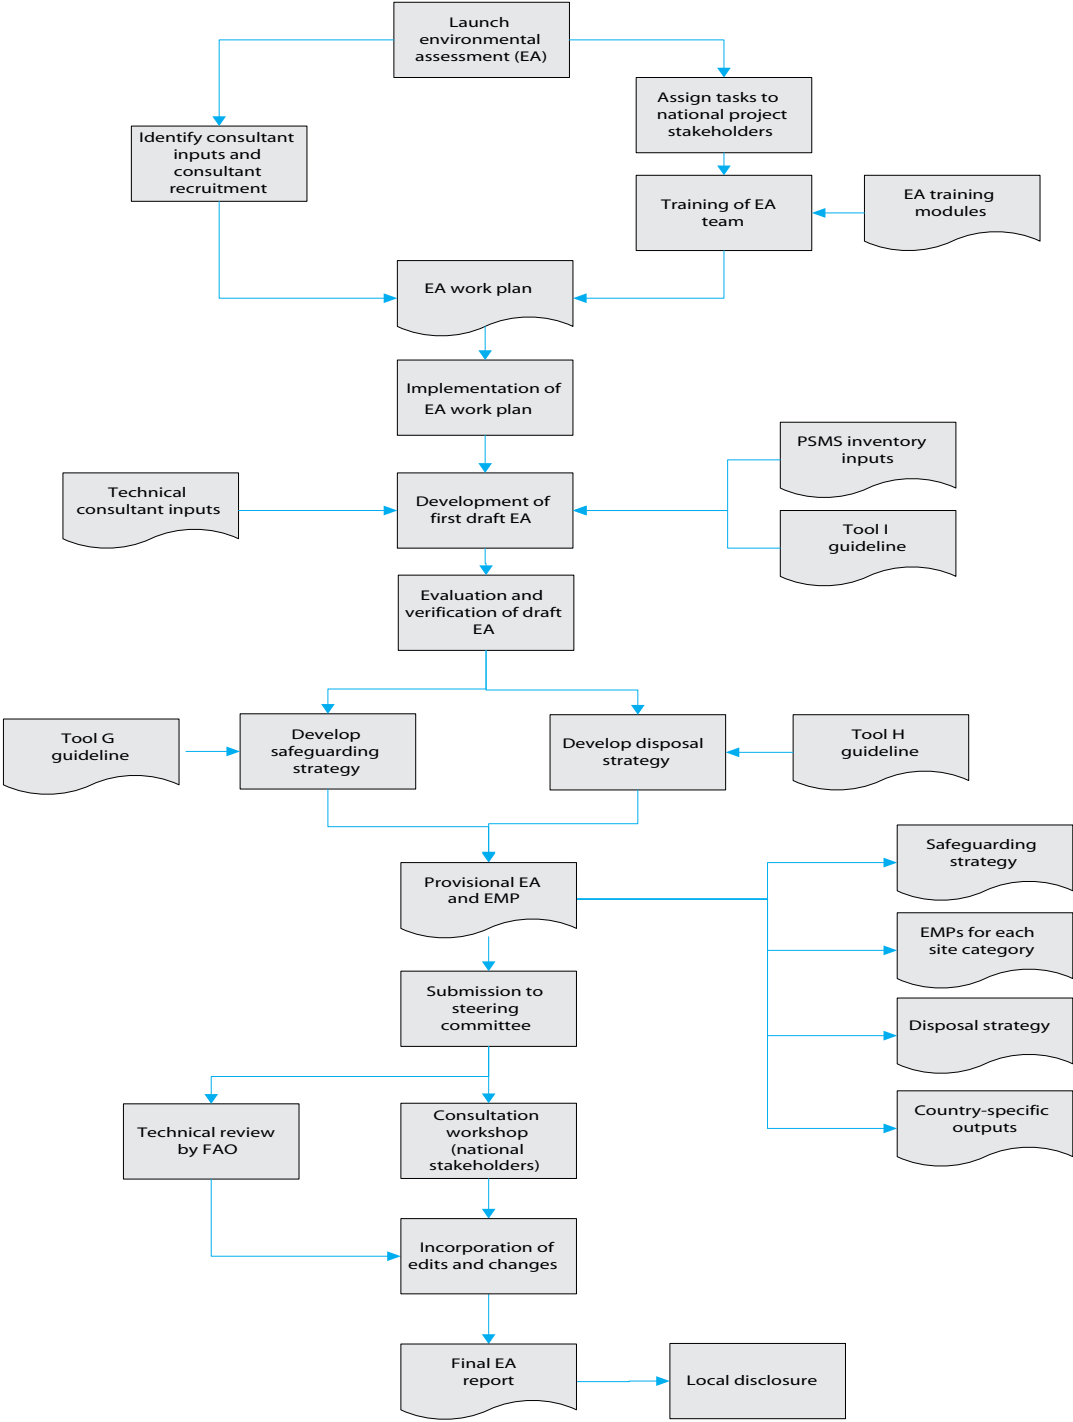 Launch
environmental
assessment (EA)
Assign tasks to
national project
stakeholders
Identify consultant
inputs and
consultant
recruitment
Training of EA
team
EA training
modules
EA work plan
Implementation of
EA work plan
PSMS inventory
inputs
Technical
consultant inputs
Development of
first draft EA
Tool I
guideline
Evaluation and
verification of draft
EA
Tool G
guideline
Develop
safeguarding
strategy
Develop disposal
strategy
Tool H
guideline
Provisional EA
and EMP
Safeguarding
strategy
EMPs for each
site category
Submission to
steering
committee
Disposal strategy
Technical review
by FAO
Consultation
workshop
(national
stakeholders)
Country-specific
outputs
Incorporation of
edits and changes
Final EA
report
Local disclosure